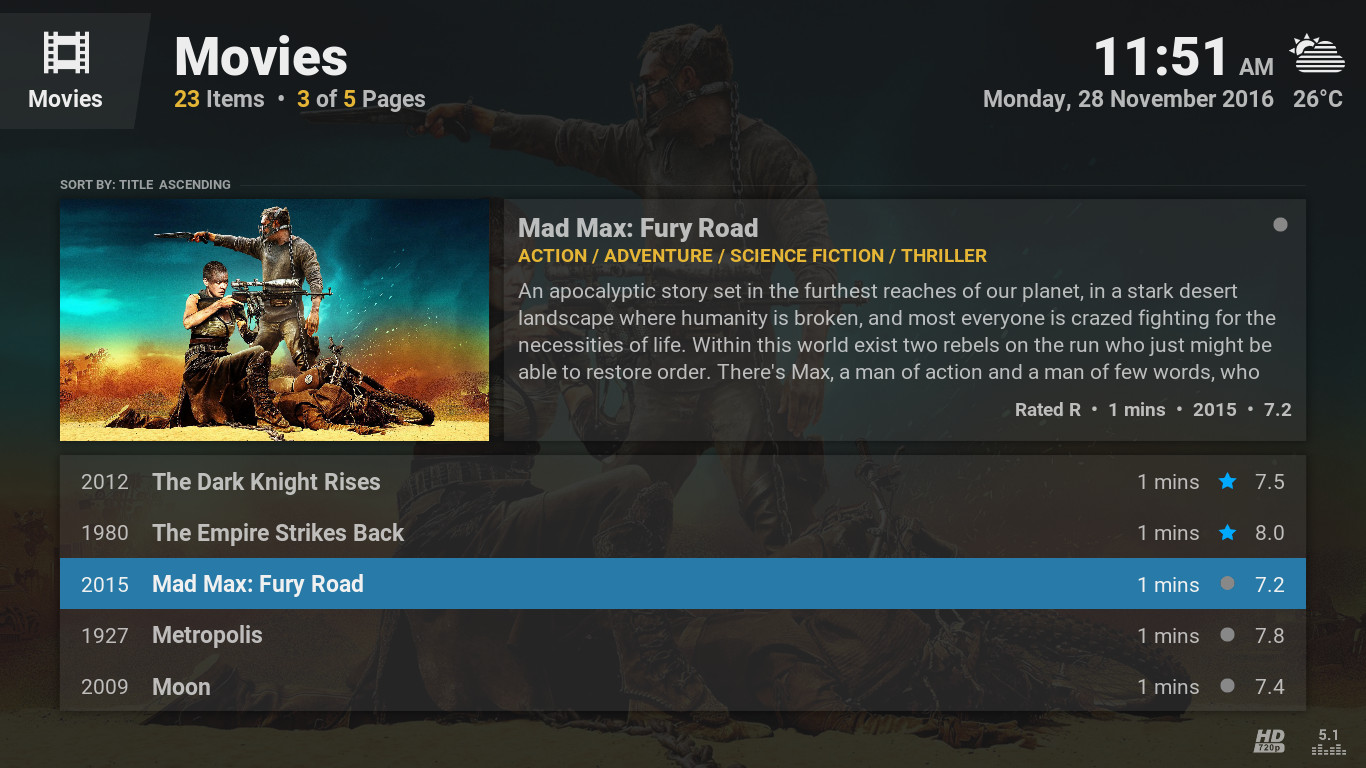 Movies
Movies
23 Items • 3 of 5 Pages
11:51 AM
Monday, 28 November 2016 26°C
SORT BY: TITLE ASCENDING
Mad Max: Fury Road
ACTION / ADVENTURE / SCIENCE FICTION / THRILLER
An apocalyptic story set in the furthest reaches of our planet, in a stark desert
landscape where humanity is broken, and most everyone is crazed fighting for the
necessities of life. Within this world exist two rebels on the run who just might be
able to restore order. There's Max, a man of action and a man of few words, who
Rated R • 1 mins • 2015 • 7.2
2012 The Dark Knight Rises 1 mins 7.5
1980 The Empire Strikes Back 1 mins 8.0
2015 Mad Max: Fury Road 1 mins 7.2
1927 Metropolis 1 mins 7.8
2009 Moon 1 mins 7.4
HD 5.1
720p